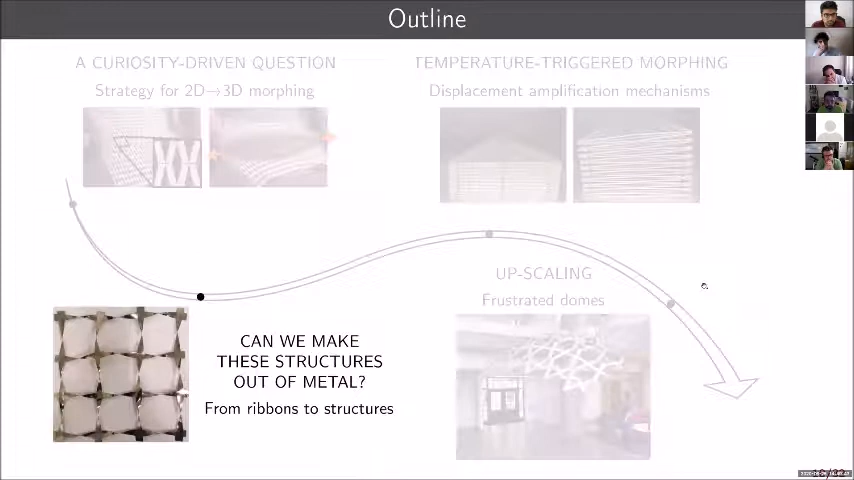 Outline
A CURIOSITY-DRIVEN QUESTION
Strategy for 2D→3D morphing
TEMPERATURE-TRIGGERED MORPHING
Displacement amplification mechanisms
CAN WE MAKE
THESE STRUCTURES
OUT OF METAL?
From ribbons to structures
UP-SCALING
Frustrated domes